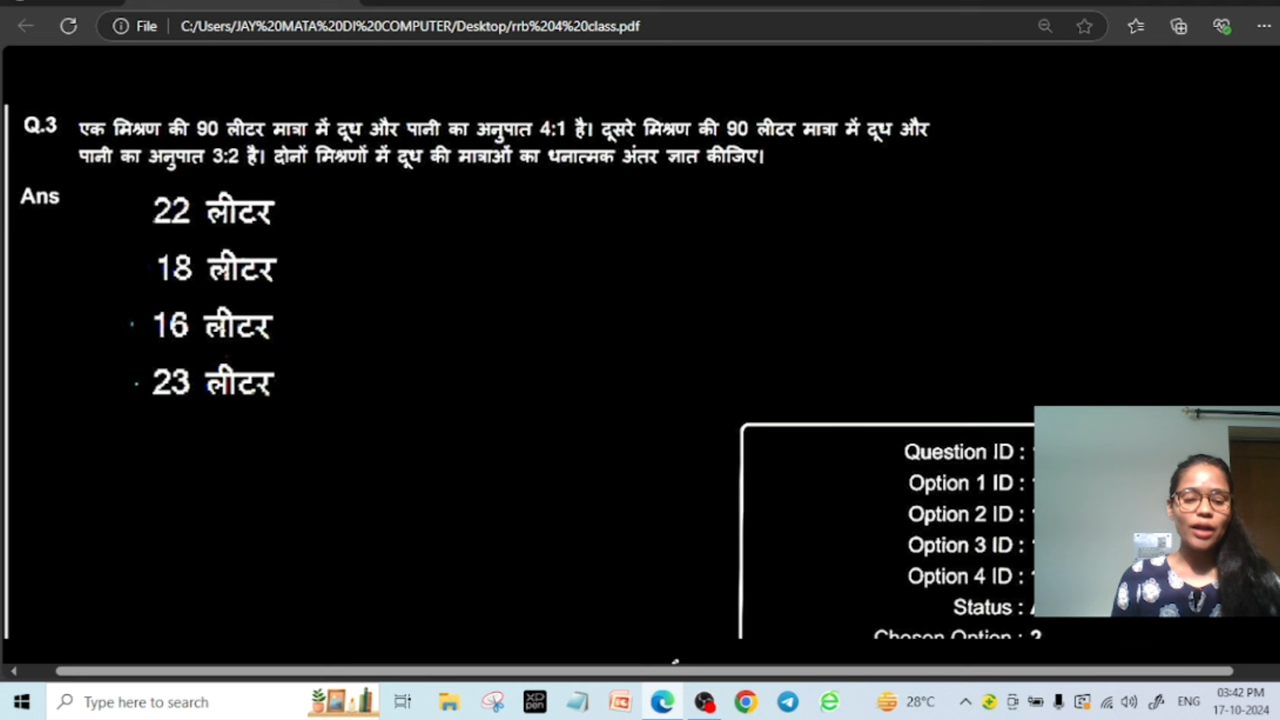 File C:/Users/JAY%20MATA%20DI%20COMPUTER/Desktop/rrb%204%20class.pdf
Q.3 एक मिश्रण की 90 लीटर मात्रा में दूध और पानी का अनुपात 4:1 है। दूसरे मिश्रण की 90 लीटर मात्रा में दूध और
पानी का अनुपात 3:2 है। दोनों मिश्रणों में दूध की मात्राओं का धनात्मक अंतर ज्ञात कीजिए।
Ans 22 लीटर
18 लीटर
16 लीटर
23 लीटर
Question ID :
Option 1 ID :
Option 2 ID :
Option 3 ID :
Option 4 ID :
Status :
Chosen Option : 2
Type here to search
28°C
ENG
03:42 PM
17-10-2024